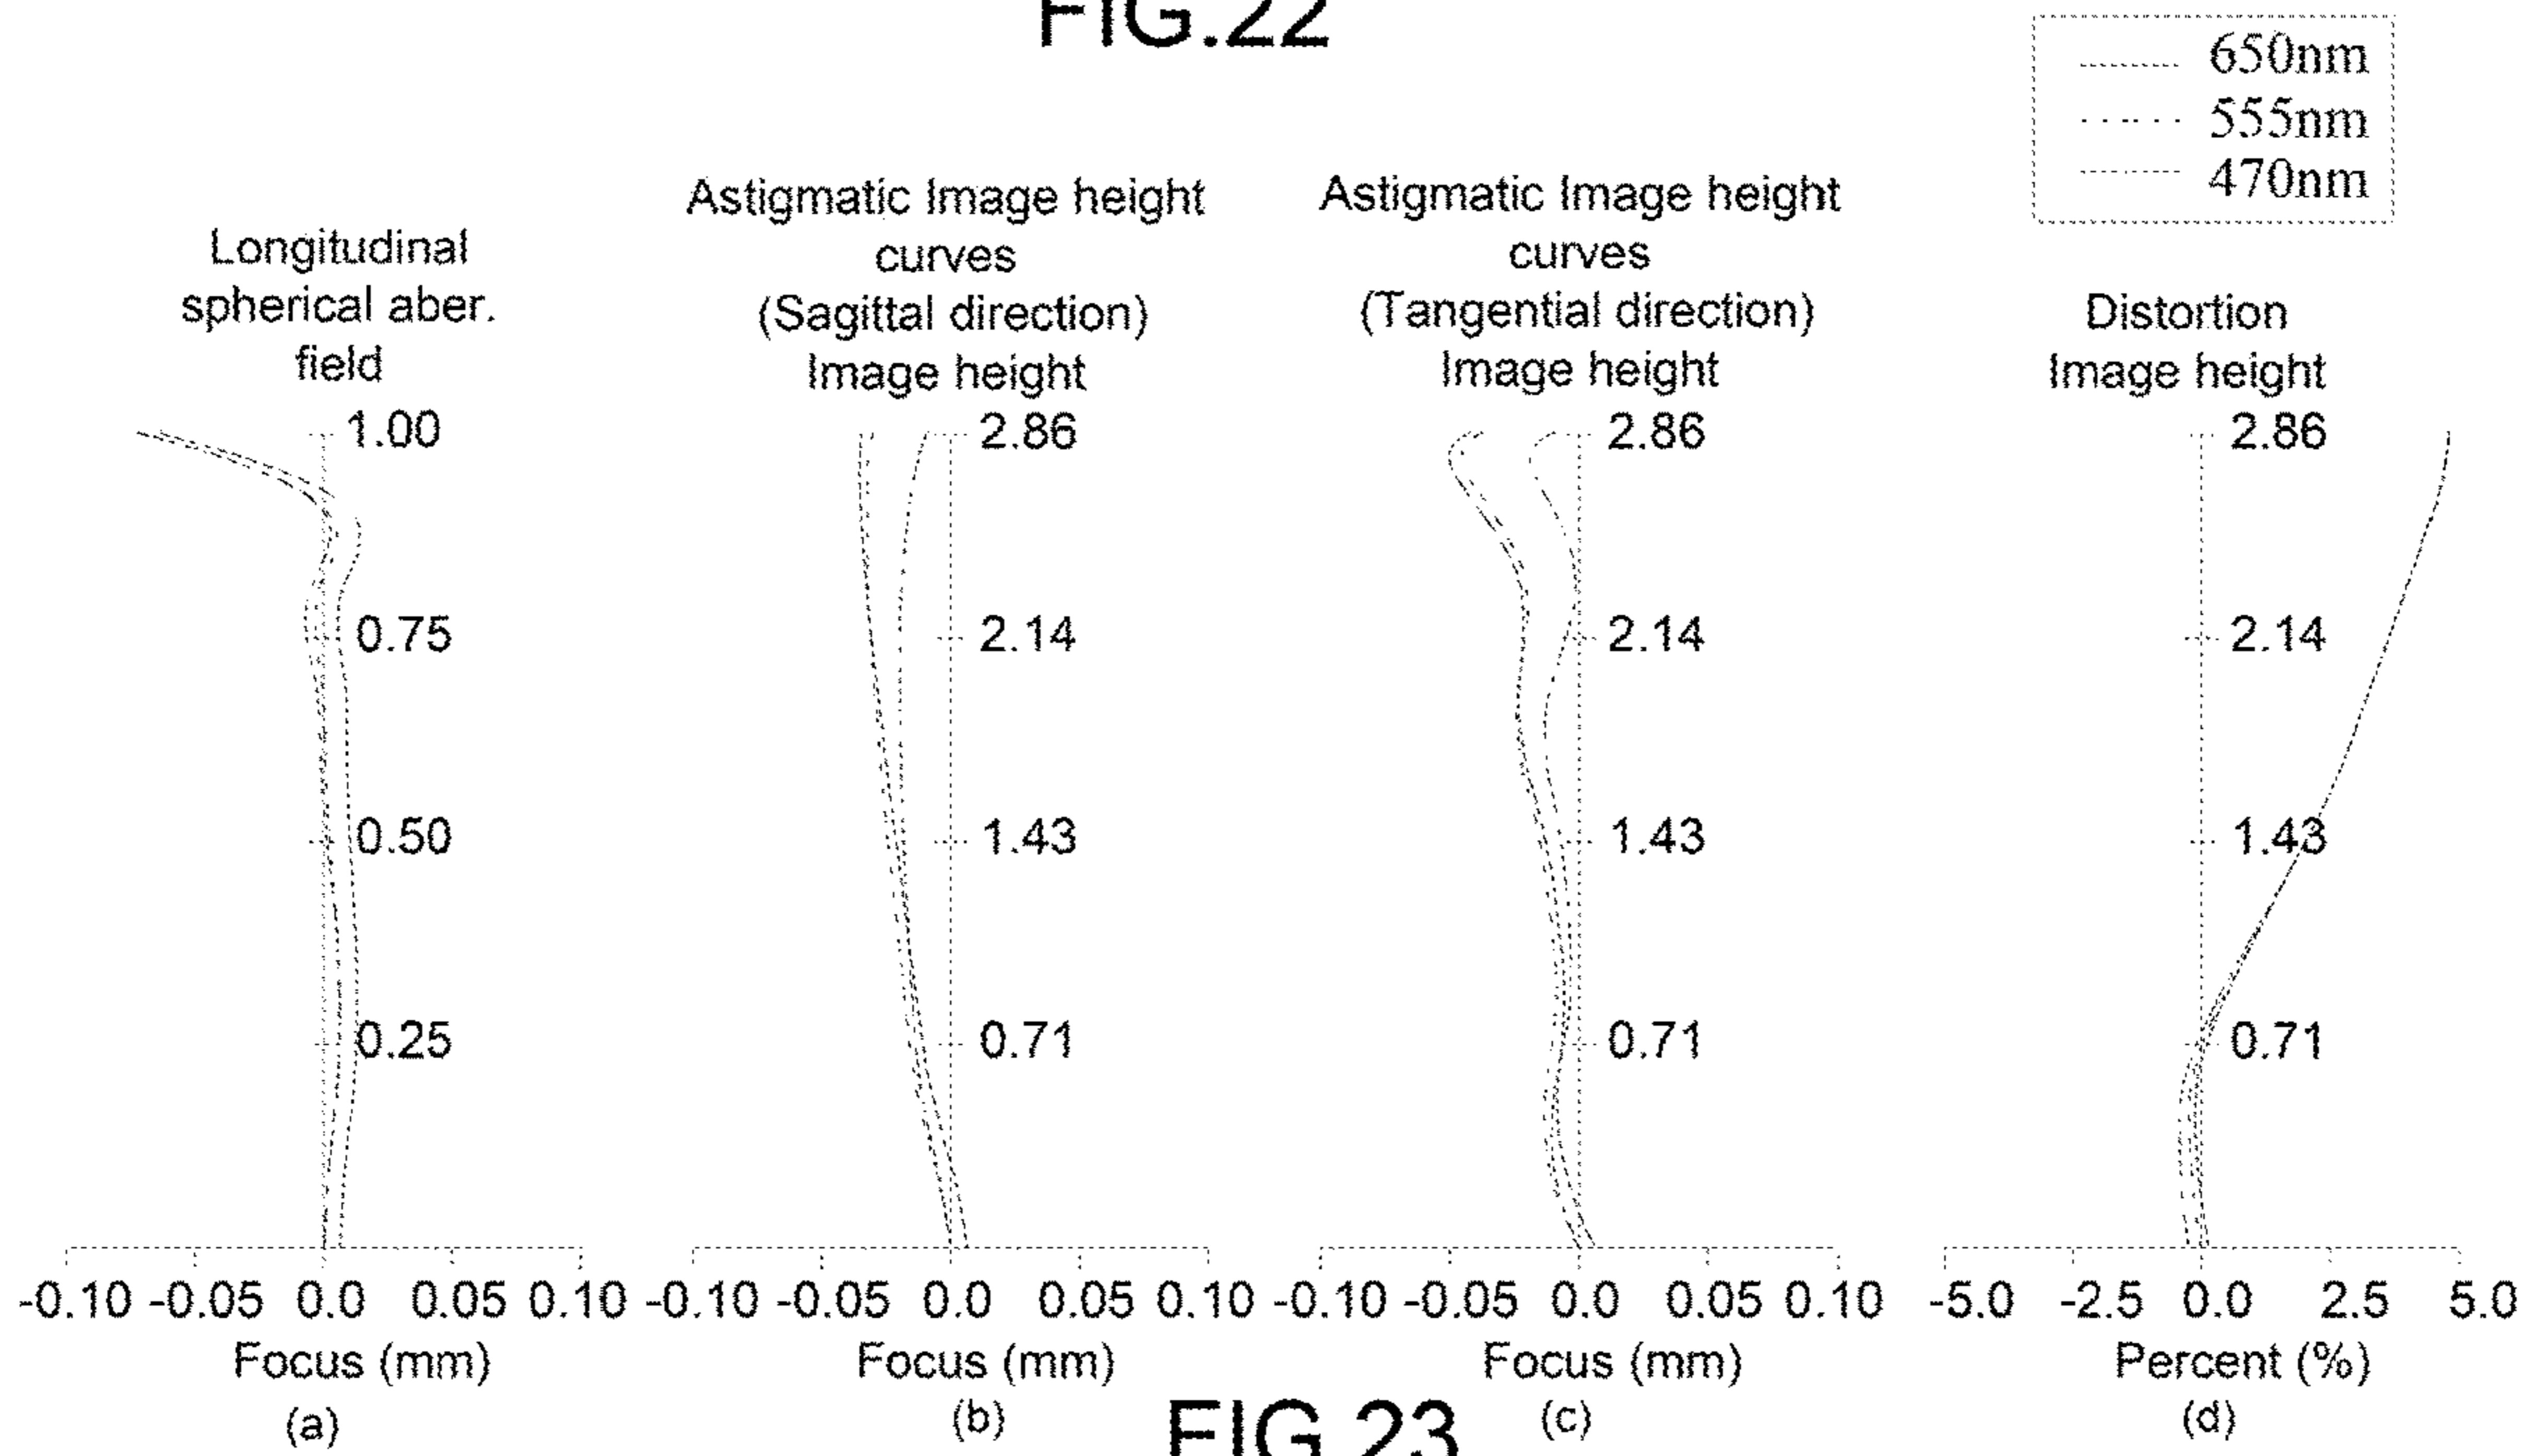 FIG.22
650nm
555nm
470nm
Longitudinal
spherical aber.
field
1.00
0.75
0.50
0.25
-0.10 -0.05 0.0 0.05 0.10
Focus (mm)
(a)
Astigmatic Image height
curves
(Sagittal direction)
Image height
2.86
2.14
1.43
0.71
-0.10 -0.05 0.0 0.05 0.10
Focus (mm)
(b)
Astigmatic Image height
curves
(Tangential direction)
Image height
2.86
2.14
1.43
0.71
-0.10 -0.05 0.0 0.05 0.10
Focus (mm)
(c)
Distortion
Image height
2.86
2.14
1.43
0.71
-5.0 -2.5 0.0 2.5 5.0
Percent (%)
(d)
FIG.23